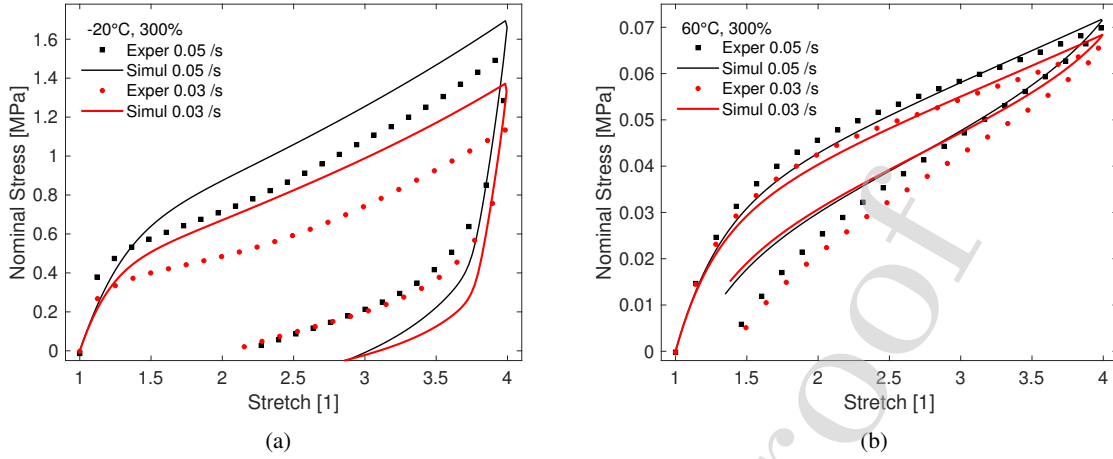 -20°C, 300%
Exper 0.05 /s
Simul 0.05 /s
Exper 0.03 /s
Simul 0.03 /s
Nominal Stress [MPa]
1.6
1.4
1.2
1
0.8
0.6
0.4
0.2
0
1 1.5 2 2.5 3 3.5 4
Stretch [1]
(a)
60°C, 300%
Exper 0.05 /s
Simul 0.05 /s
Exper 0.03 /s
Simul 0.03 /s
Nominal Stress [MPa]
0.07
0.06
0.05
0.04
0.03
0.02
0.01
0
1 1.5 2 2.5 3 3.5 4
Stretch [1]
(b)
roof